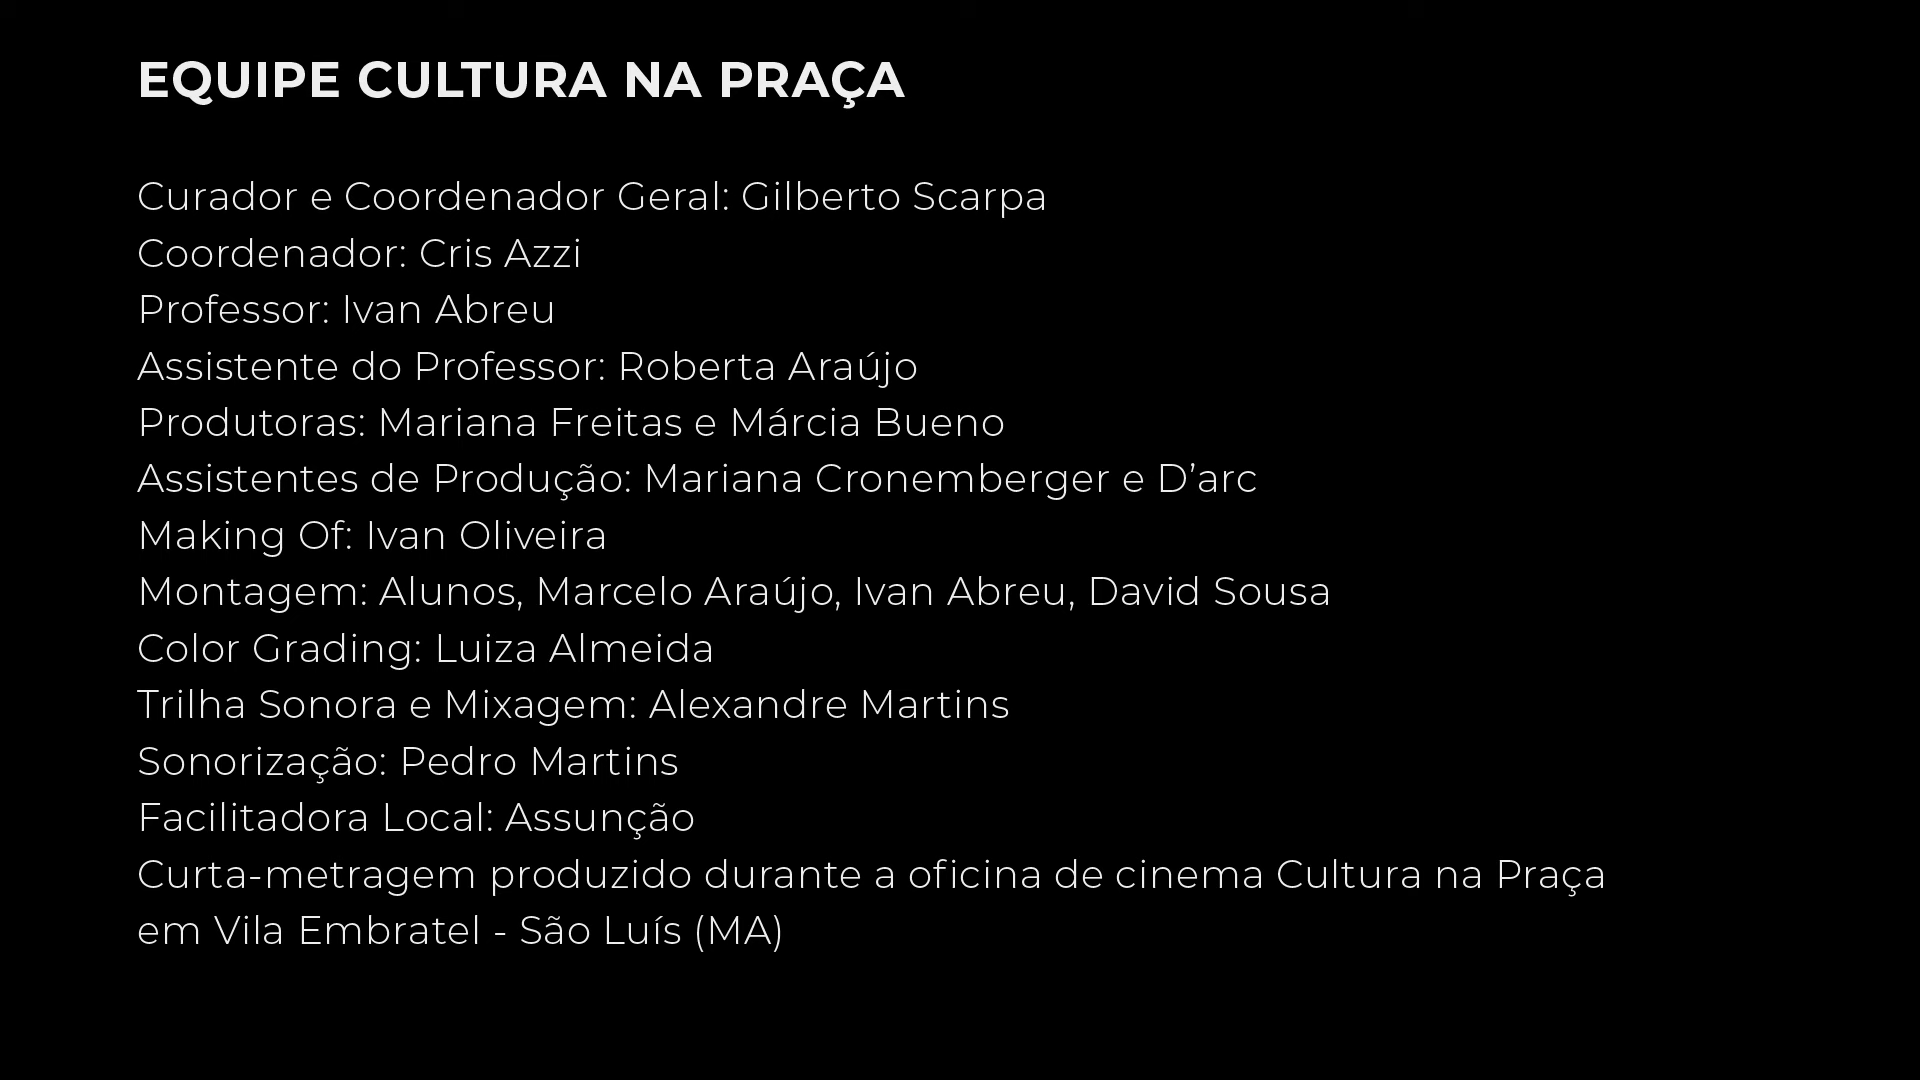 EQUIPE CULTURA NA PRAÇA
Curador e Coordenador Geral: Gilberto Scarpa
Coordenador: Cris Azzi
Professor: Ivan Abreu
Assistente do Professor: Roberta Araújo
Produtoras: Mariana Freitas e Márcia Bueno
Assistentes de Produção: Mariana Cronemberger e D’arc
Making Of: Ivan Oliveira
Montagem: Alunos, Marcelo Araújo, Ivan Abreu, David Sousa
Color Grading: Luiza Almeida
Trilha Sonora e Mixagem: Alexandre Martins
Sonorização: Pedro Martins
Facilitadora Local: Assunção
Curta-metragem produzido durante a oficina de cinema Cultura na Praça
em Vila Embratel - São Luís (MA)